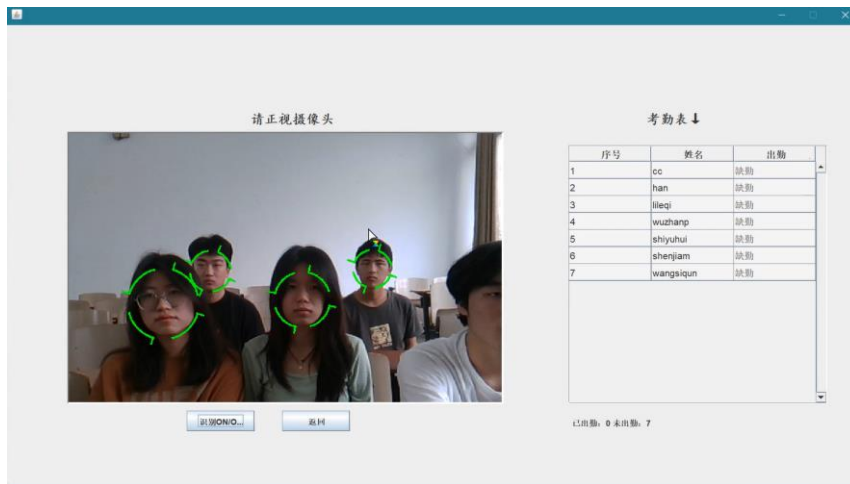 请正视摄像头
考勤表⬇
序号 姓名 出勤
1 cc 缺勤
2 han 缺勤
3 lileqi 缺勤
4 wuzhanp 缺勤
5 shiyuhui 缺勤
6 shenjiam 缺勤
7 wangsiqun 缺勤
识别ON/O... 返回
已出勤：0 未出勤：7